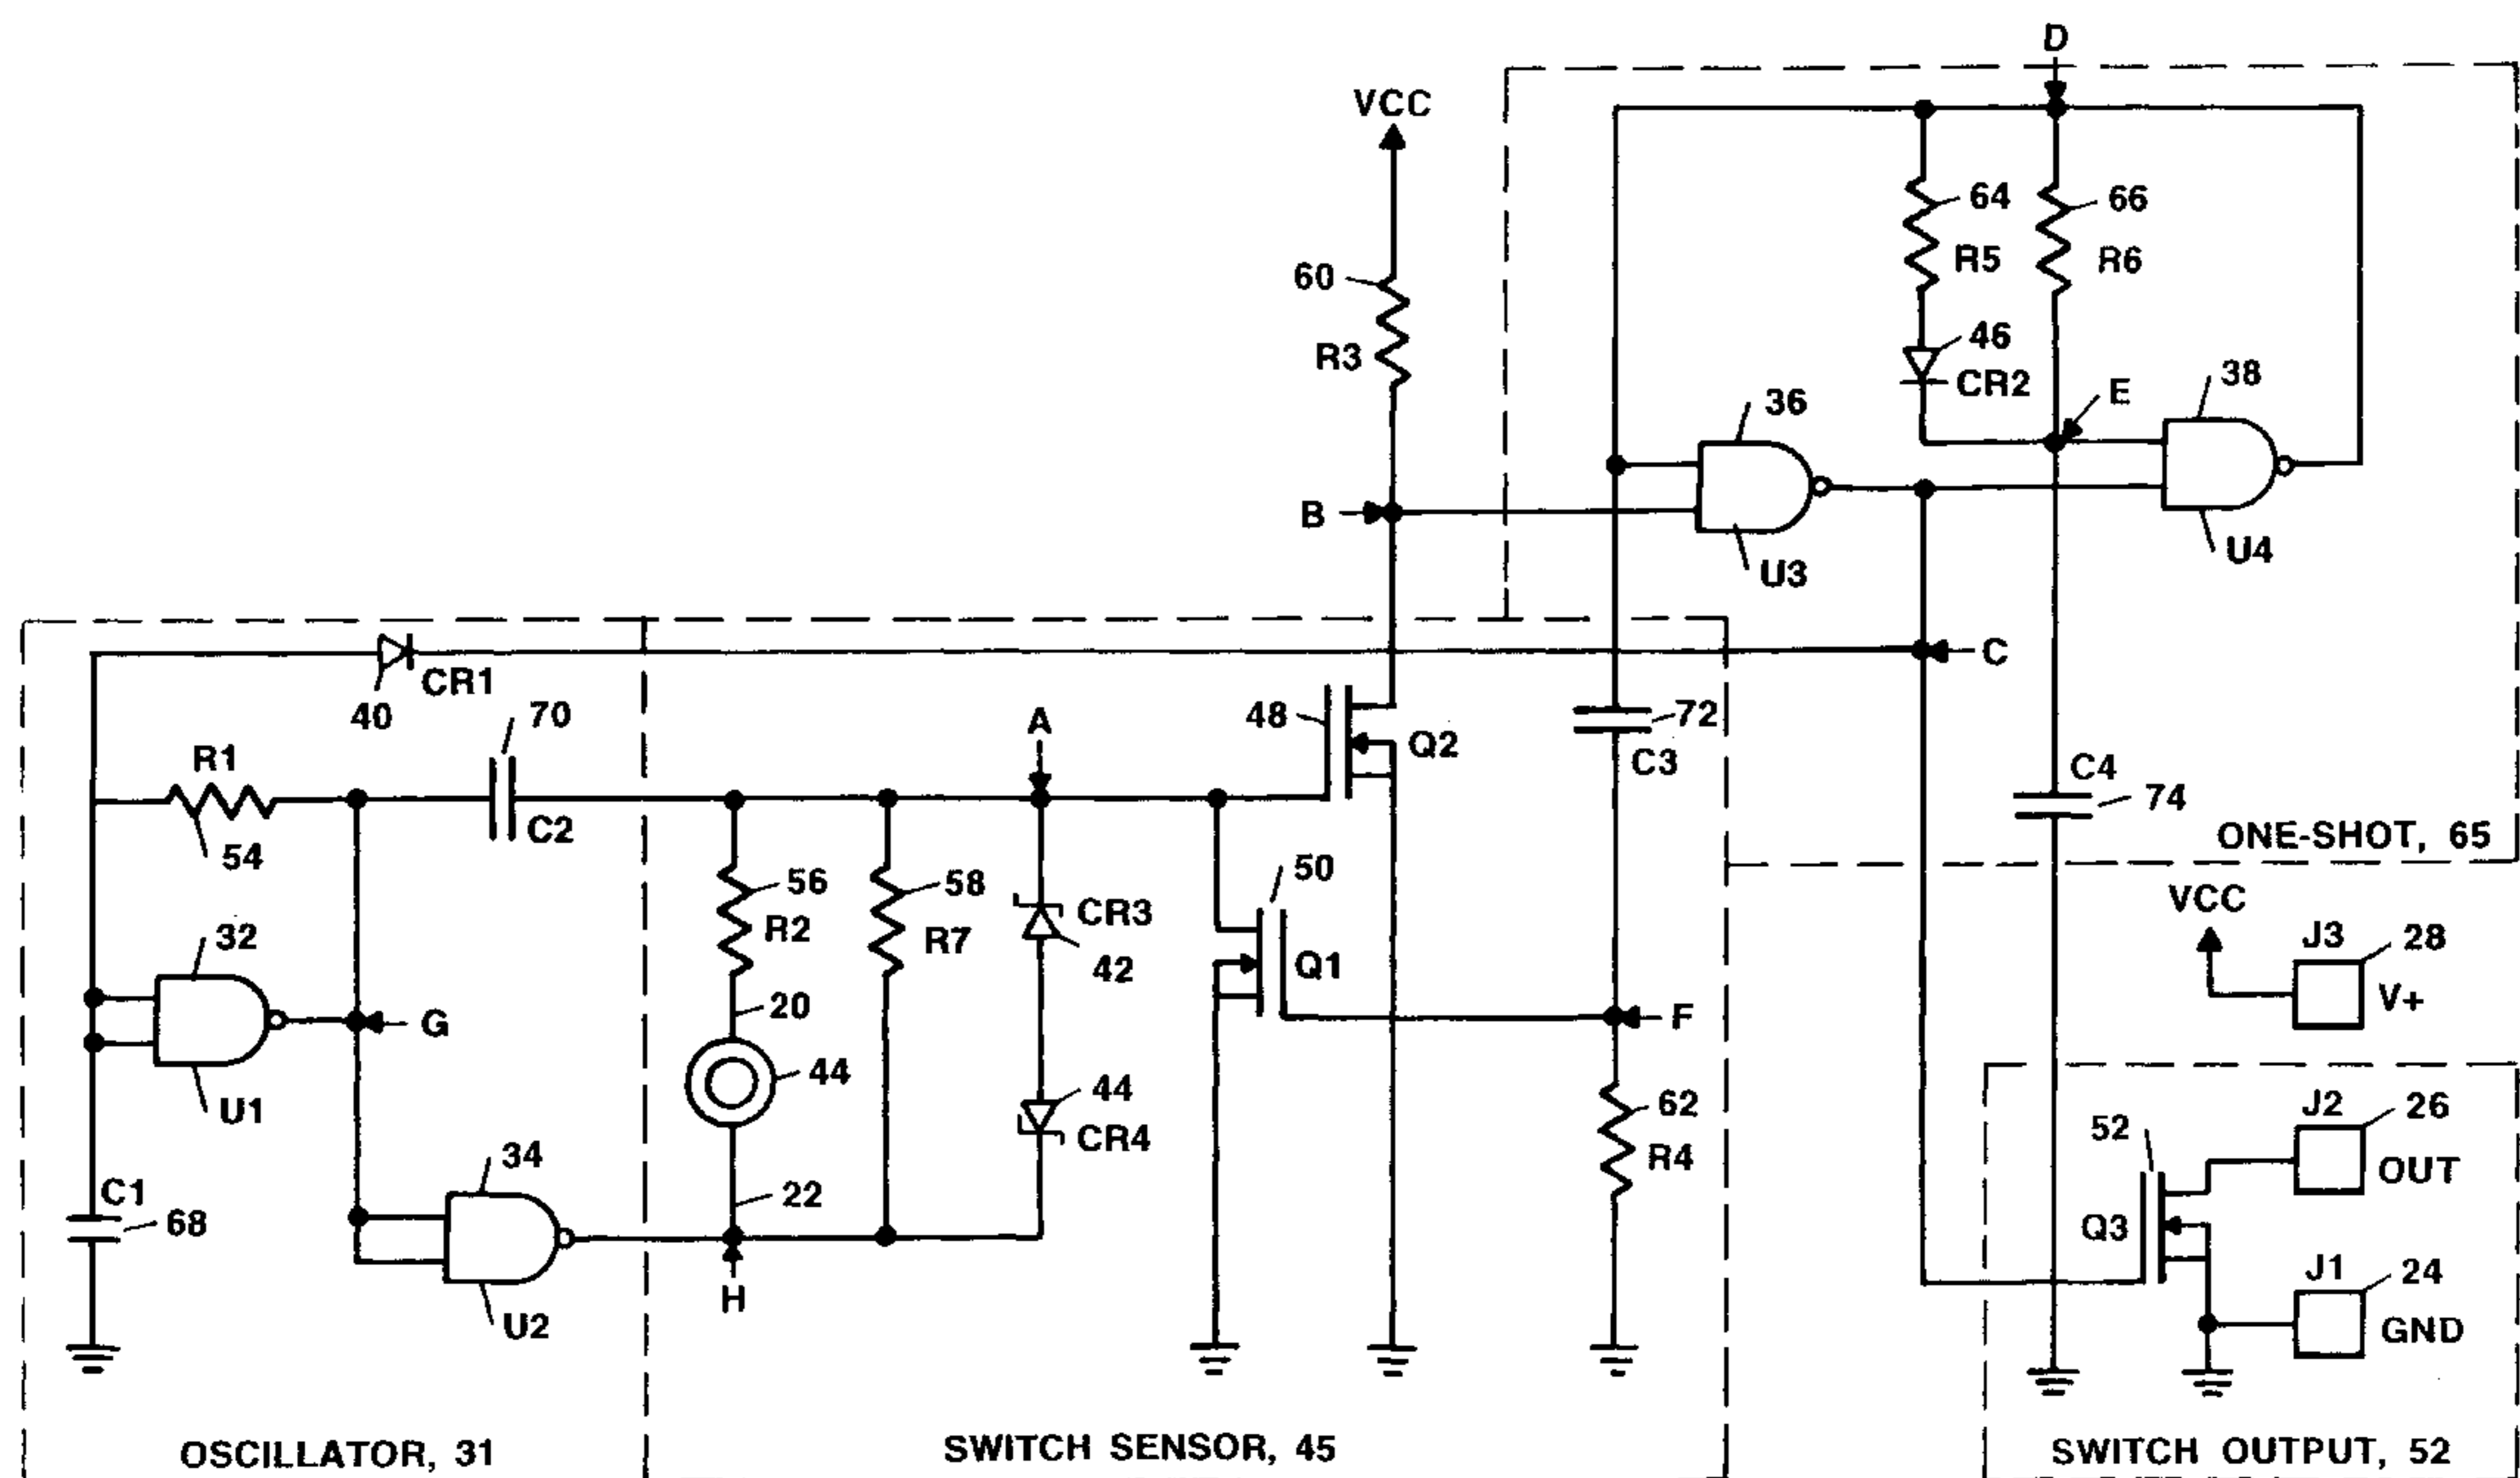 D
VCC
64
66
60
R5
R6
R3
46
CR2
36
E
38
B
U3
U4
CR1
40
C
70
A
48
Q2
72
C3
R1
C2
54
C4
74
ONE-SHOT, 65
50
56
R2
58
R7
CR3
42
VCC
32
Q1
J3
28
V+
20
G
F
44
44
CR4
U1
62
R4
J2
26
52
OUT
34
C1
68
22
Q3
H
U2
J1
24
GND
OSCILLATOR, 31
SWITCH SENSOR, 45
SWITCH OUTPUT, 52